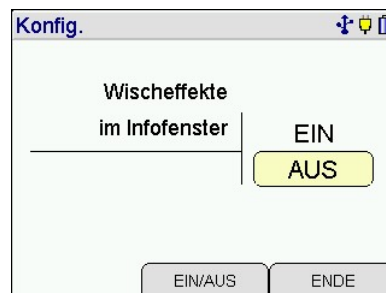 Konfig.
Wischeffekte
im Infofenster
EIN
AUS
EIN/AUS
ENDE